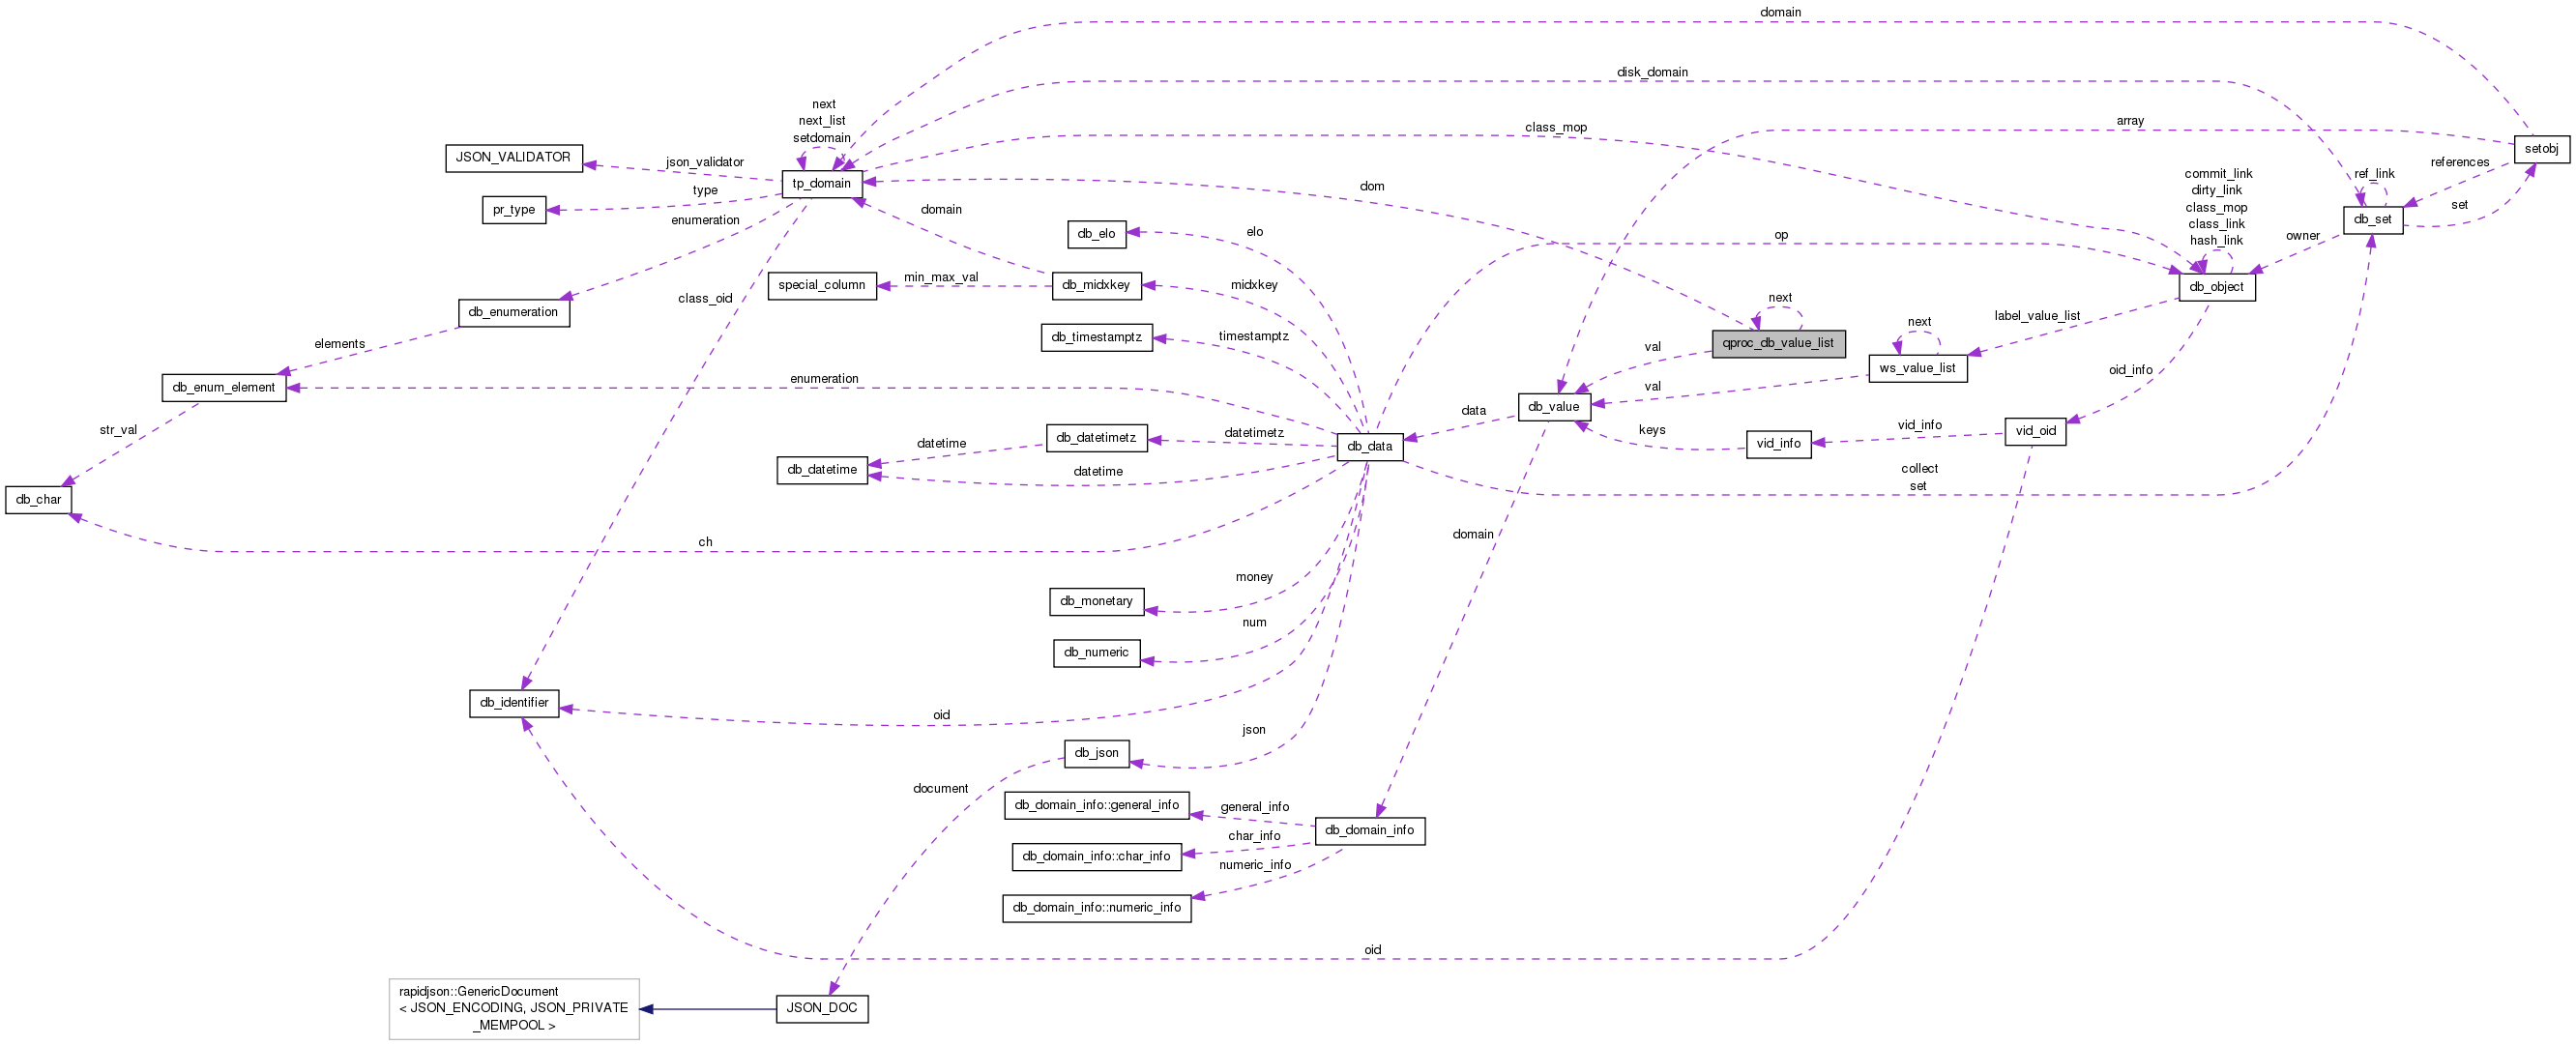 domain
disk_domain
next
next_list
setdomain
class_mop
array
setobj
JSON_VALIDATOR
json_validator
references
tp_domain
type
dom
commit_link
dirty_link
class_mop
class_link
hash_link
ref_link
pr_type
enumeration
domain
set
db_set
db_elo
elo
op
owner
special_column
min_max_val
db_midxkey
midxkey
db_object
class_oid
next
db_enumeration
label_value_list
next
db_timestamptz
timestamptz
qproc_db_value_list
elements
val
ws_value_list
oid_info
db_enum_element
enumeration
val
db_value
data
str_val
datetime
db_datetimetz
datetimetz
db_data
keys
vid_info
vid_info
vid_oid
db_datetime
datetime
collect
set
db_char
ch
domain
money
db_monetary
num
db_numeric
db_identifier
oid
json
db_json
document
db_domain_info::general_info
general_info
db_domain_info
char_info
db_domain_info::char_info
numeric_info
db_domain_info::numeric_info
oid
rapidjson::GenericDocument
< JSON_ENCODING, JSON_PRIVATE
_MEMPOOL >
JSON_DOC